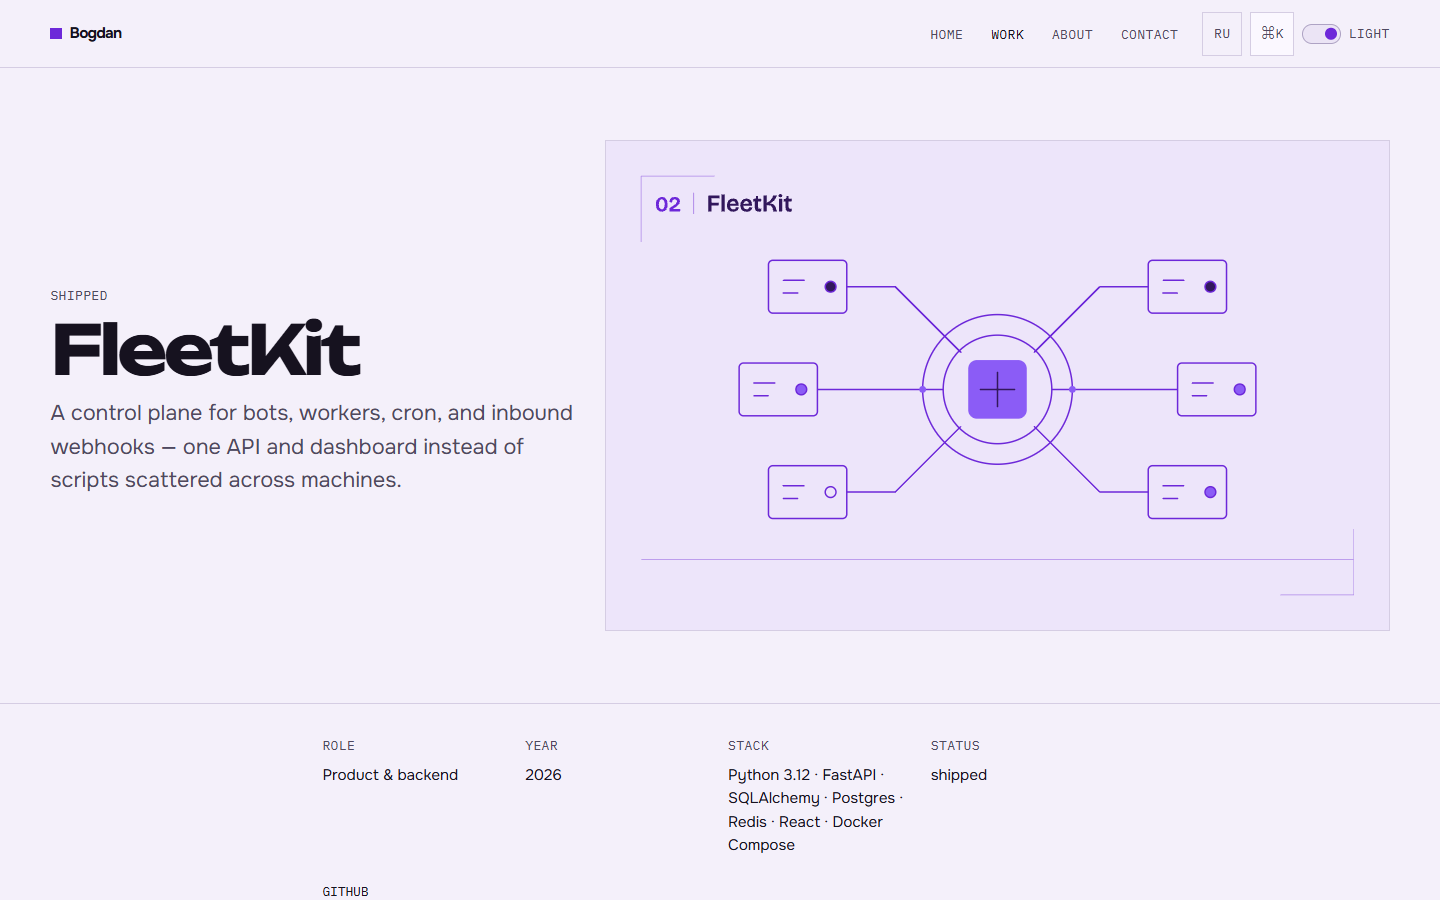 Bogdan
HOME
WORK
ABOUT
CONTACT
RU
⌘K
LIGHT
SHIPPED
FleetKit
A control plane for bots, workers, cron, and inbound
webhooks — one API and dashboard instead of
scripts scattered across machines.
02
FleetKit
ROLE
Product & backend
YEAR
2026
STACK
Python 3.12 · FastAPI ·
SQLAlchemy · Postgres ·
Redis · React · Docker
Compose
STATUS
shipped
GITHUB